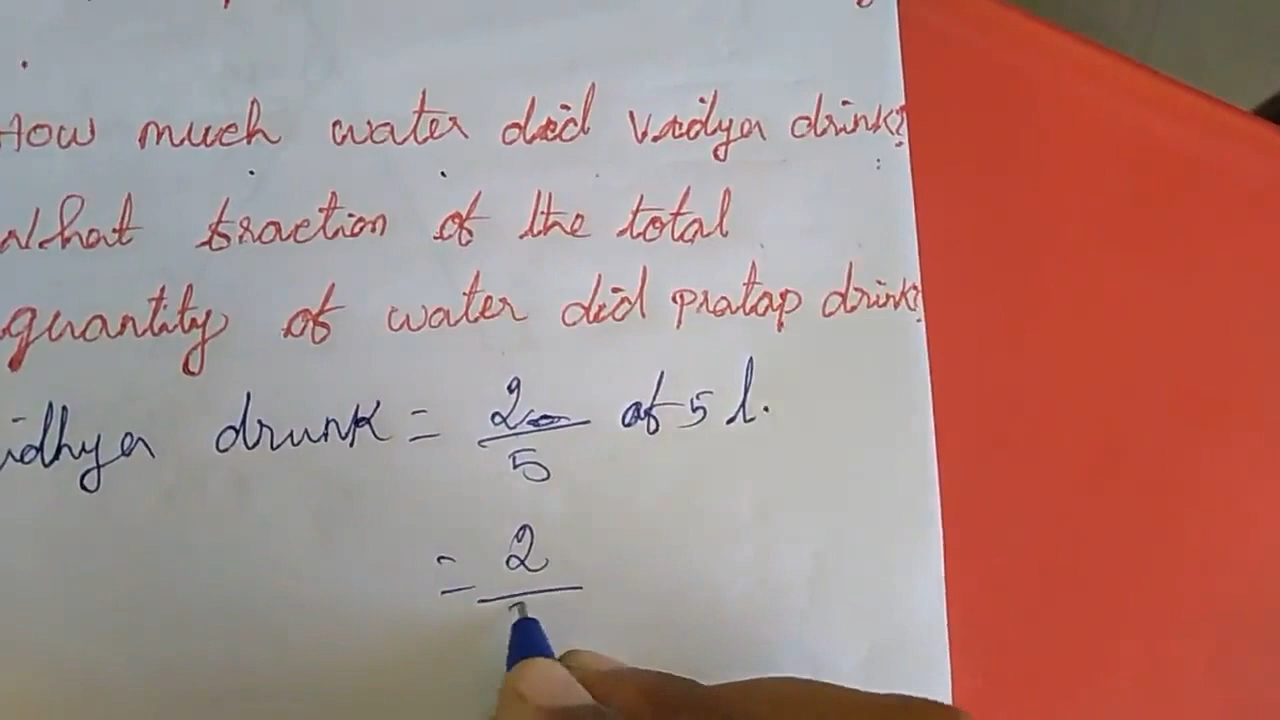 How much water did vidya drink?
What fraction of the total
quantity of water did pratap drink?
idhya drunk = 2/5 of 5 l.
= 2